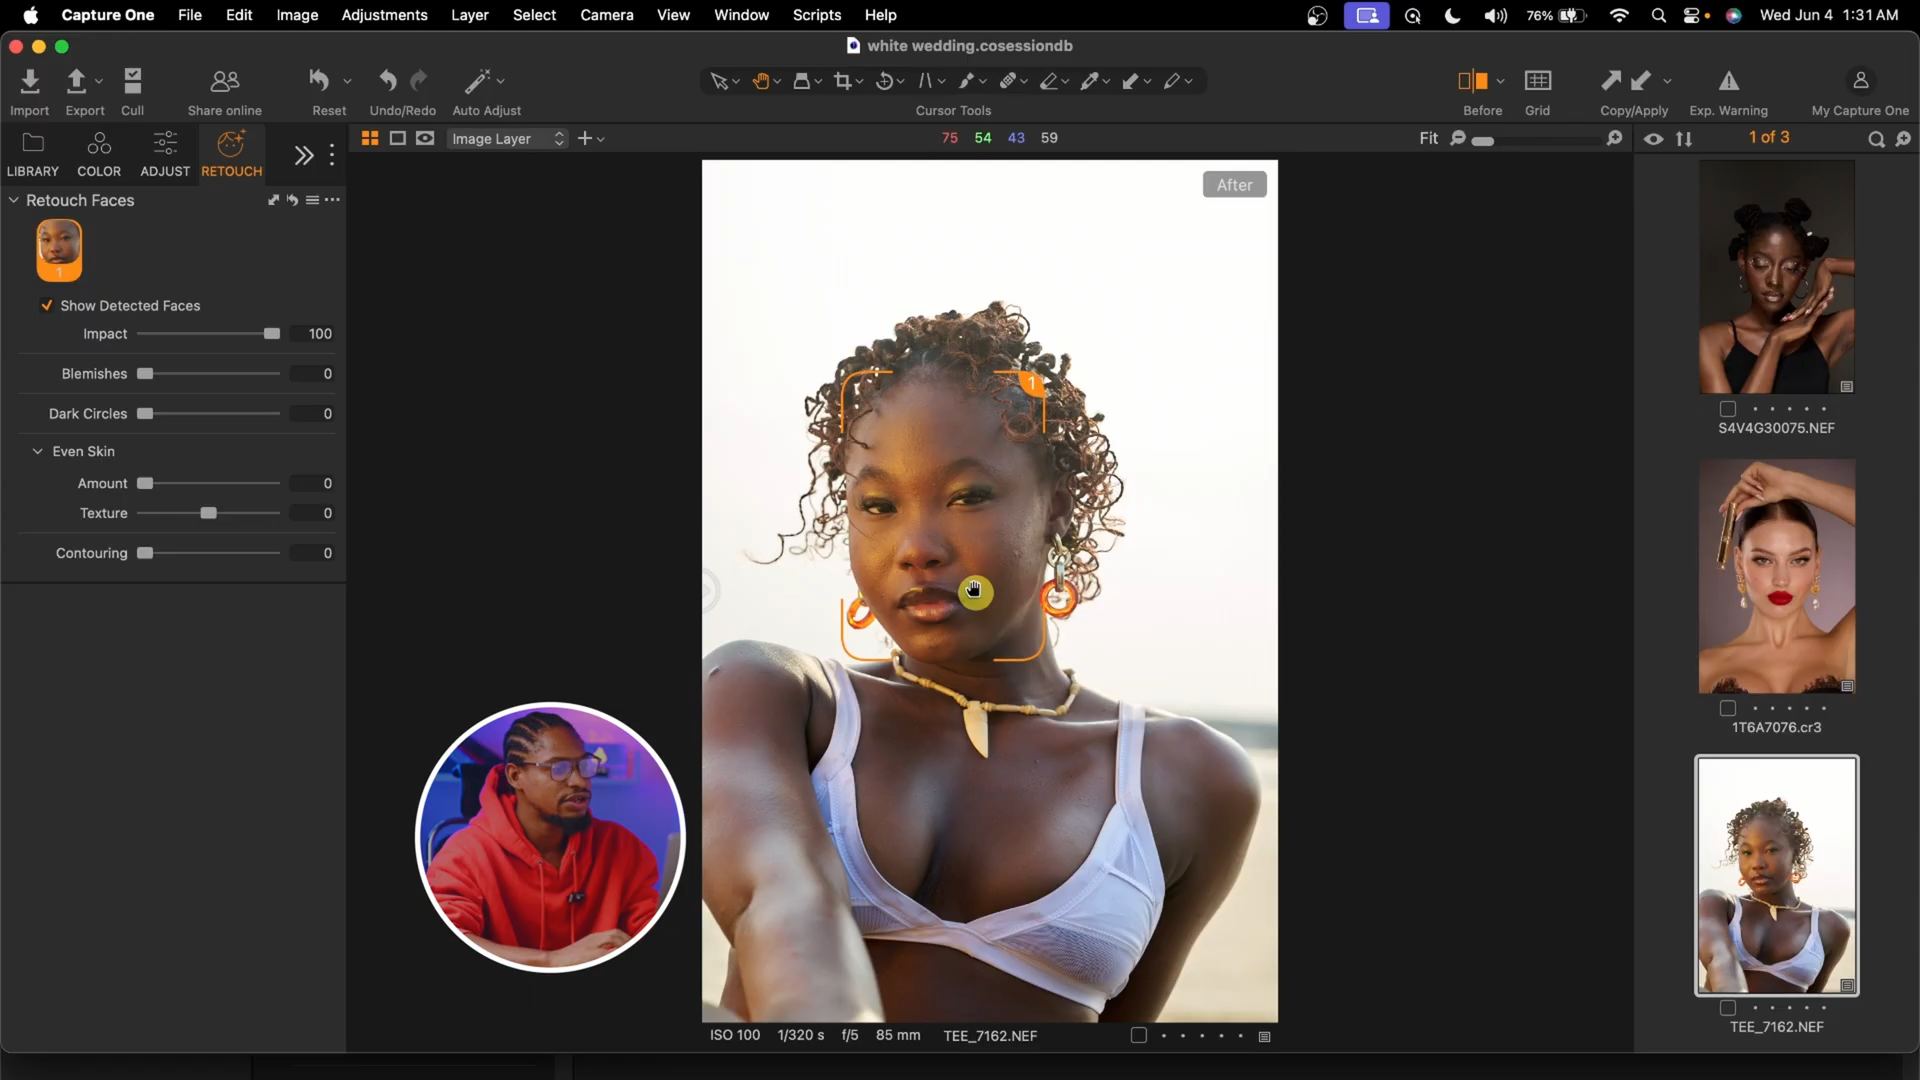 Capture One File Edit Image Adjustments Layer Select Camera View Window Scripts Help 76% Wed Jun 4 1:31 AM
white wedding.cosessiondb
Import Export Cull Share online Reset Undo/Redo Auto Adjust Cursor Tools Before Grid Copy/Apply Exp. Warning My Capture One
LIBRARY COLOR ADJUST RETOUCH
Image Layer
75 54 43 59
Fit
1 of 3
Retouch Faces
1
Show Detected Faces
Impact 100
Blemishes 0
Dark Circles 0
Even Skin
Amount 0
Texture 0
Contouring 0
After
1
ISO 100 1/320 s f/5 85 mm TEE_7162.NEF
S4V4G30075.NEF
1T6A7076.cr3
TEE_7162.NEF